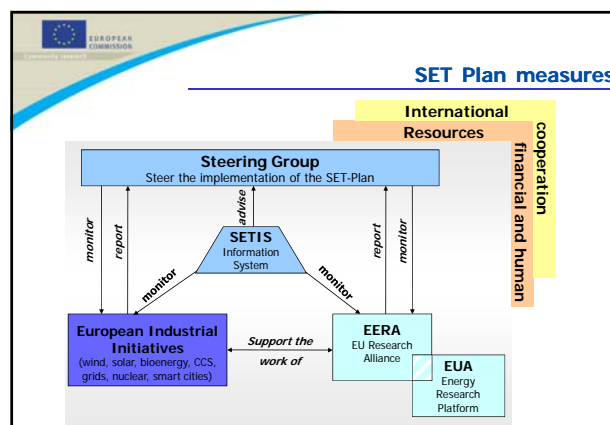 EUROPEAN
COMMISSION
Community research
SET Plan measures
International
cooperation
Resources
financial and human
Steering Group
Steer the implementation of the SET-Plan
monitor
report
advise
report
monitor
SETIS
Information
System
monitor
monitor
European Industrial
Initiatives
(wind, solar, bioenergy, CCS,
grids, nuclear, smart cities)
Support the
work of
EERA
EU Research
Alliance
EUA
Energy
Research
Platform